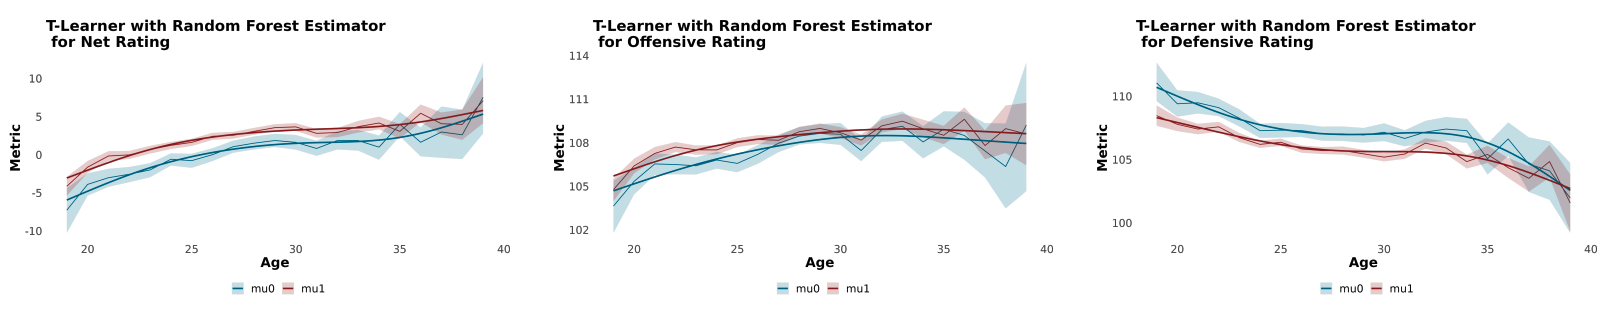 T-Learner with Random Forest Estimator
for Net Rating
Metric
10
5
0
-5
-10
20
25
30
35
40
Age
mu0
mu1
T-Learner with Random Forest Estimator
for Offensive Rating
Metric
114
111
108
105
102
20
25
30
35
40
Age
mu0
mu1
T-Learner with Random Forest Estimator
for Defensive Rating
Metric
110
105
100
20
25
30
35
40
Age
mu0
mu1